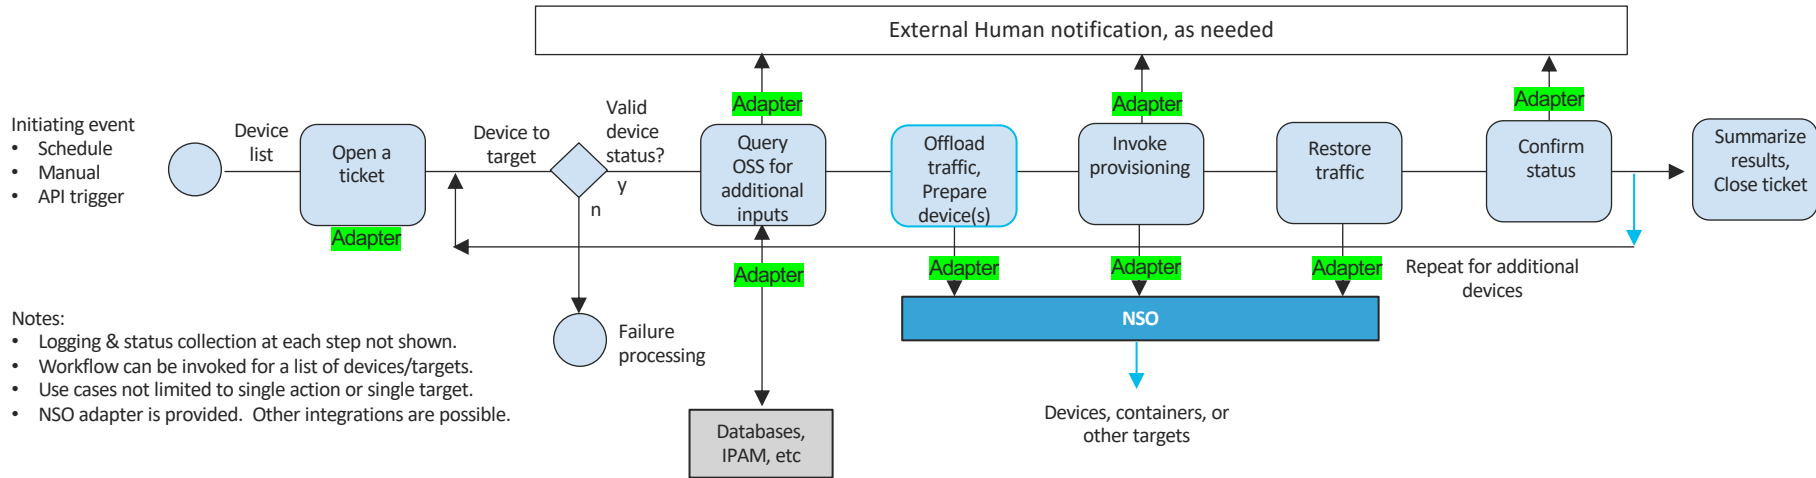 External Human notification, as needed
Adapter
Adapter
Adapter
Initiating event
• Schedule
• Manual
• API trigger
Device
list
Open a
ticket
Adapter
Device to
target
Valid
device
status?
y
n
Query
OSS for
additional
inputs
Offload
traffic,
Prepare
device(s)
Invoke
provisioning
Restore
traffic
Confirm
status
Summarize
results,
Close ticket
Adapter
Adapter
Adapter
Adapter
Repeat for additional
devices
NSO
Failure
processing
Notes:
• Logging & status collection at each step not shown.
• Workflow can be invoked for a list of devices/targets.
• Use cases not limited to single action or single target.
• NSO adapter is provided.  Other integrations are possible.
Databases,
IPAM, etc
Devices, containers, or
other targets